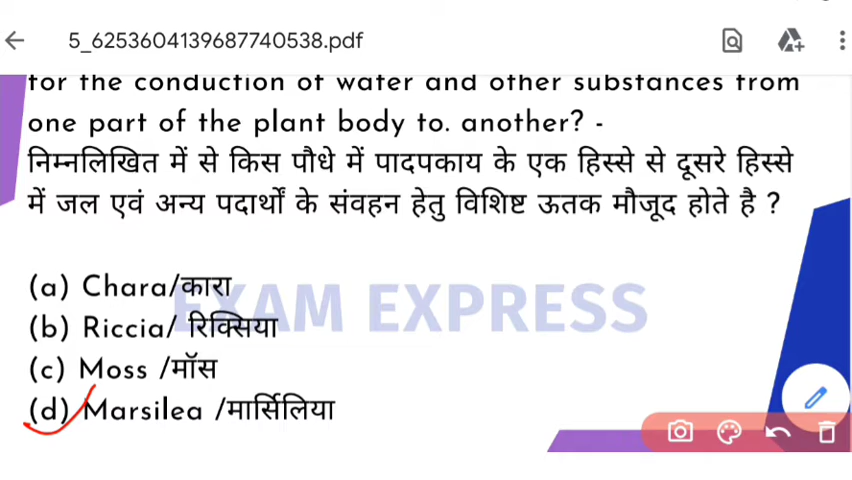 5_6253604139687740538.pdf
for the conduction of water and other substances from
one part of the plant body to. another? -
निम्नलिखित में से किस पौधे में पादपकाय के एक हिस्से से दूसरे हिस्से
में जल एवं अन्य पदार्थों के संवहन हेतु विशिष्ट ऊतक मौजूद होते है ?
(a) Chara/कारा
EXAM EXPRESS
(b) Riccia/ रिक्सिया
(c) Moss /मॉस
(d) Marsilea /मार्सिलिया